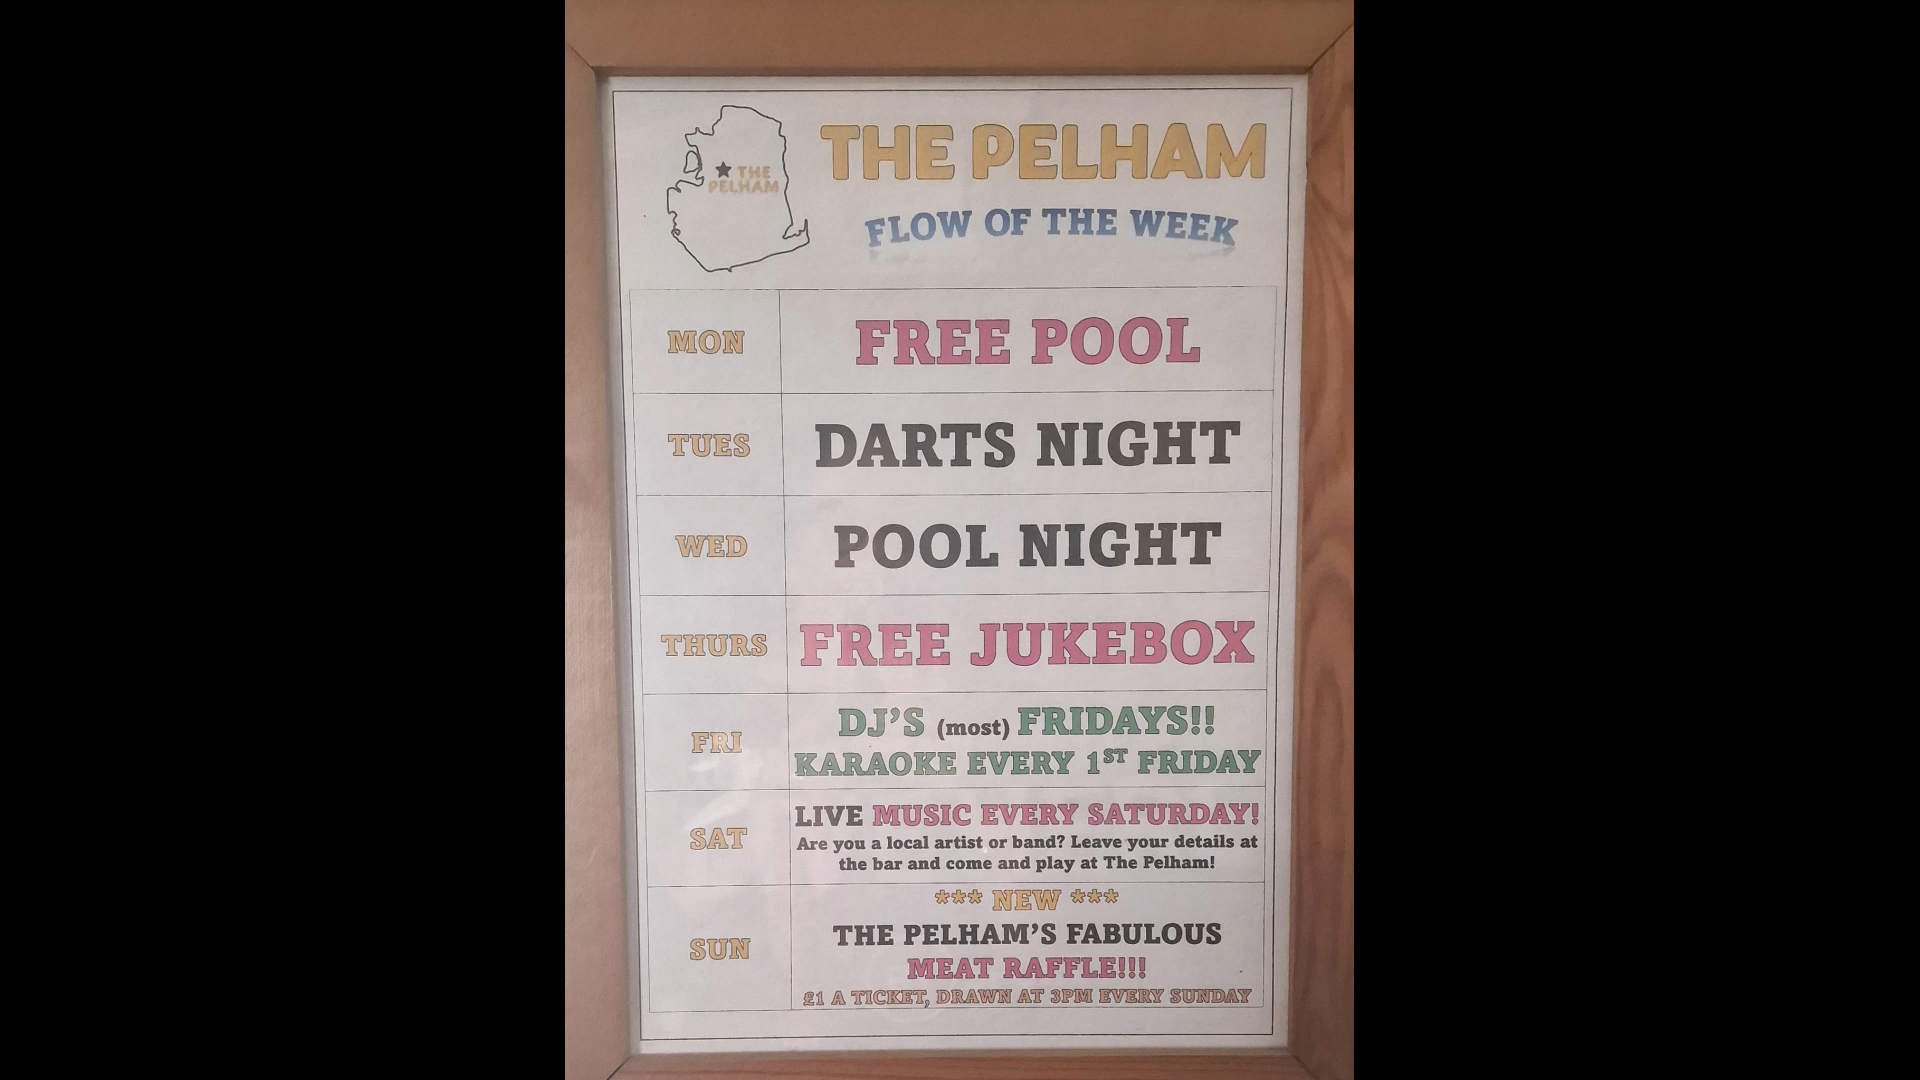 THE
PELHAM
THE PELHAM
FLOW OF THE WEEK
MON
FREE POOL
TUES
DARTS NIGHT
WED
POOL NIGHT
THURS
FREE JUKEBOX
FRI
DJ'S (most) FRIDAYS!!
KARAOKE EVERY 1ST FRIDAY
SAT
LIVE MUSIC EVERY SATURDAY!
Are you a local artist or band? Leave your details at
the bar and come and play at The Pelham!
SUN
*** NEW ***
THE PELHAM'S FABULOUS
MEAT RAFFLE!!!
£1 A TICKET, DRAWN AT 3PM EVERY SUNDAY